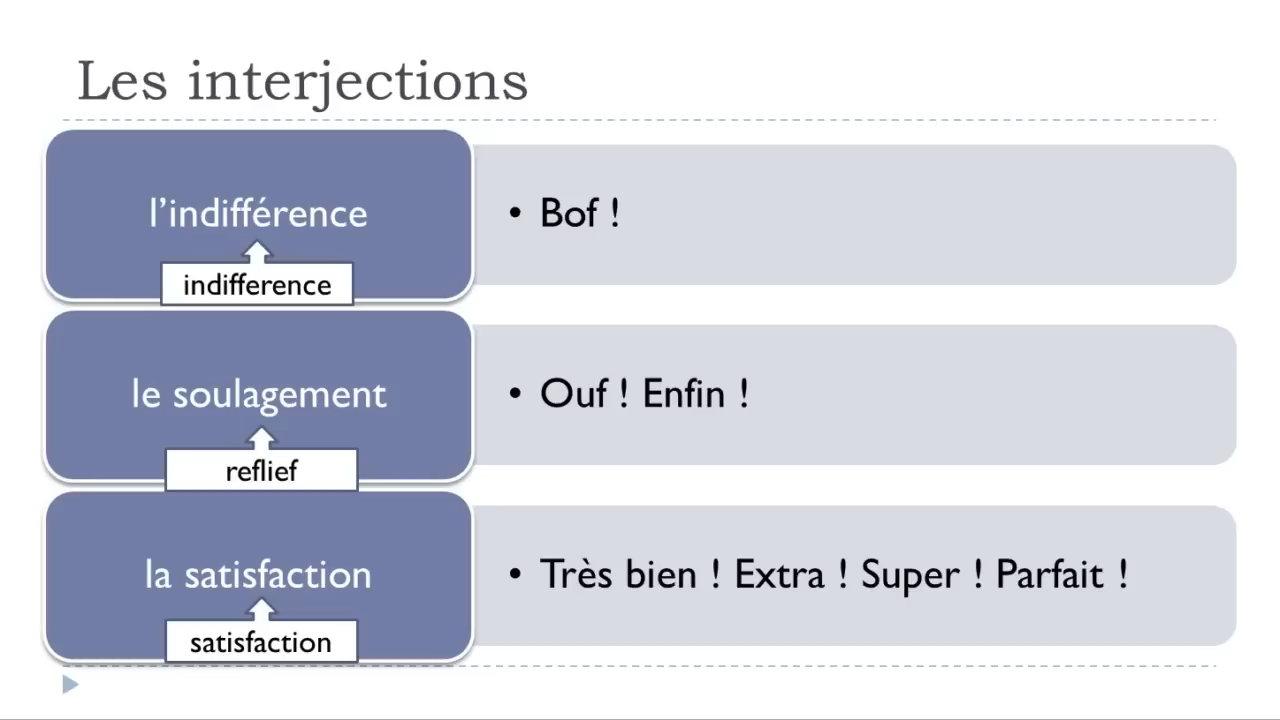 Les interjections
l’indifférence
indifference
• Bof !
le soulagement
reflief
• Ouf ! Enfin !
la satisfaction
satisfaction
• Très bien ! Extra ! Super ! Parfait !